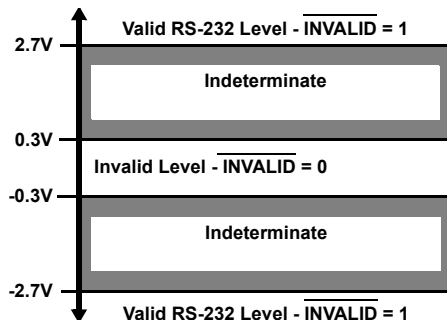 Valid RS-232 Level - INVALID = 1
2.7V
Indeterminate
0.3V
Invalid Level - INVALID = 0
-0.3V
Indeterminate
-2.7V
Valid RS-232 Level - INVALID = 1